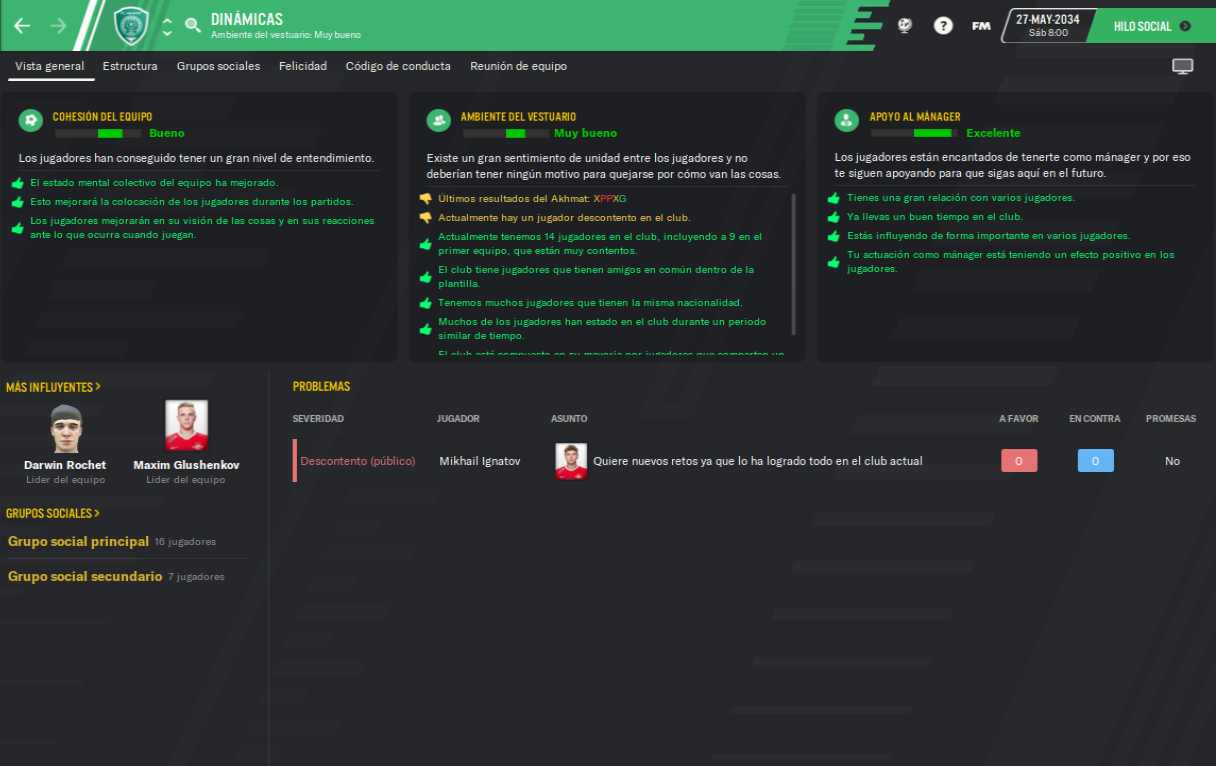 DINÁMICAS
Ambiente del vestuario: Muy bueno
?
FM
27-MAY-2034
Sáb 8:00
HILO SOCIAL
Vista general
Estructura
Grupos sociales
Felicidad
Código de conducta
Reunión de equipo
COHESIÓN DEL EQUIPO
Bueno
Los jugadores han conseguido tener un gran nivel de entendimiento.
El estado mental colectivo del equipo ha mejorado.
Esto mejorará la colocación de los jugadores durante los partidos.
Los jugadores mejorarán en su visión de las cosas y en sus reacciones
ante lo que ocurra cuando juegan.
AMBIENTE DEL VESTUARIO
Muy bueno
Existe un gran sentimiento de unidad entre los jugadores y no
deberían tener ningún motivo para quejarse por cómo van las cosas.
Últimos resultados del Akhmat: XPPXG
Actualmente hay un jugador descontento en el club.
Actualmente tenemos 14 jugadores en el club, incluyendo a 9 en el
primer equipo, que están muy contentos.
El club tiene jugadores que tienen amigos en común dentro de la
plantilla.
Tenemos muchos jugadores que tienen la misma nacionalidad.
Muchos de los jugadores han estado en el club durante un periodo
similar de tiempo.
El club está compuesto en su mayoría por jugadores que comparten un
APOYO AL MÁNAGER
Excelente
Los jugadores están encantados de tenerte como mánager y por eso
te siguen apoyando para que sigas aquí en el futuro.
Tienes una gran relación con varios jugadores.
Ya llevas un buen tiempo en el club.
Estás influyendo de forma importante en varios jugadores.
Tu actuación como mánager está teniendo un efecto positivo en los
jugadores.
MÁS INFLUYENTES >
Darwin Rochet
Líder del equipo
Maxim Glushenkov
Líder del equipo
GRUPOS SOCIALES >
Grupo social principal 16 jugadores
Grupo social secundario 7 jugadores
PROBLEMAS
SEVERIDAD
JUGADOR
ASUNTO
A FAVOR
EN CONTRA
PROMESAS
Descontento (público)
Mikhail Ignatov
Quiere nuevos retos ya que lo ha logrado todo en el club actual
0
0
No